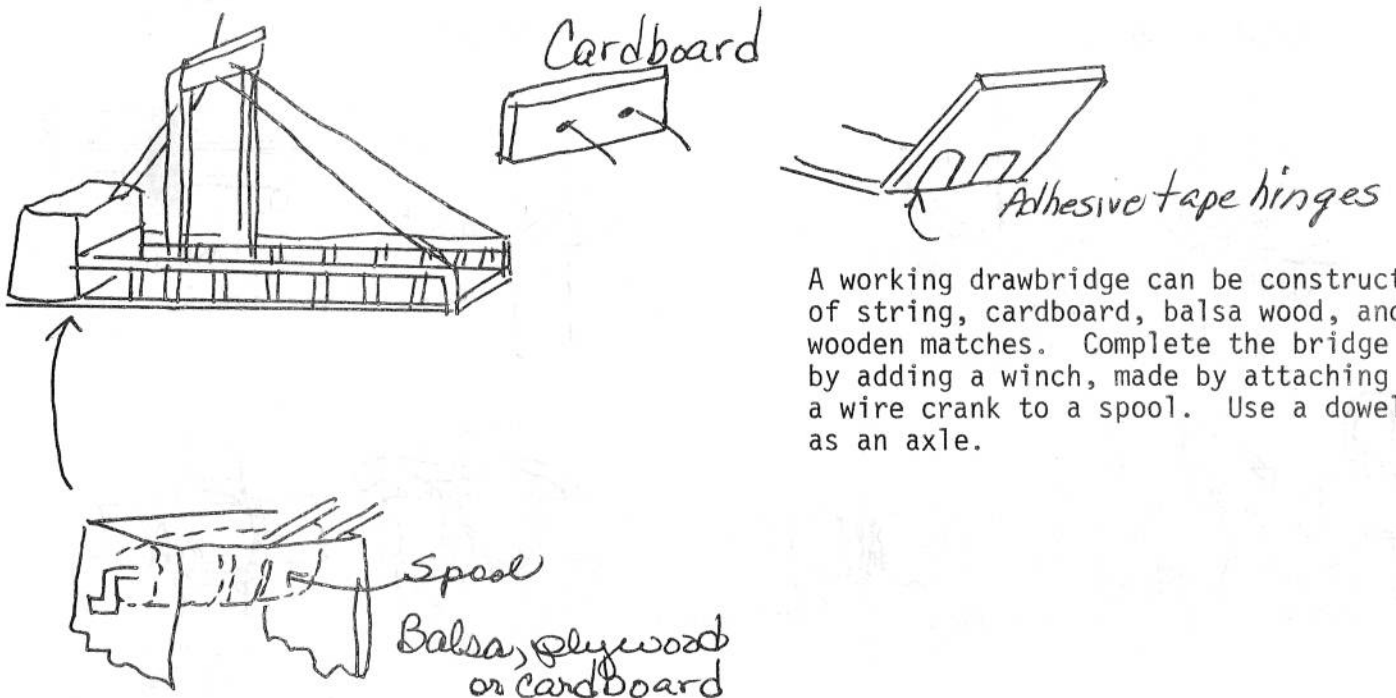 Cardboard
Adhesive tape hinges
A working drawbridge can be construct
of string, cardboard, balsa wood, and
wooden matches. Complete the bridge
by adding a winch, made by attaching
a wire crank to a spool. Use a dowel
as an axle.
Spool
Balsa, plywood
or cardboard